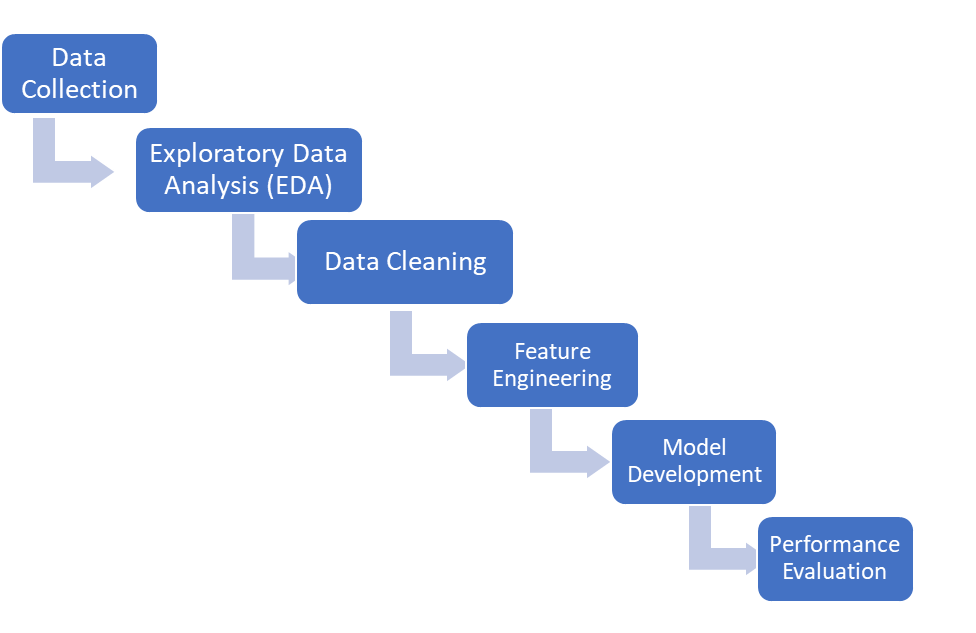 Data
Collection
Exploratory Data
Analysis (EDA)
Data Cleaning
Feature
Engineering
Model
Development
Performance
Evaluation